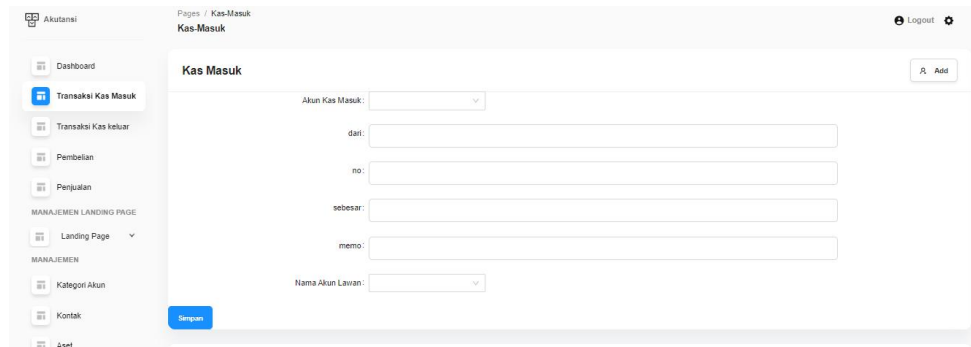 Akutansi
Pages / Kas-Masuk
Kas-Masuk
Logout
Dashboard
Transaksi Kas Masuk
Transaksi Kas keluar
Pembelian
Penjualan
MANAJEMEN LANDING PAGE
Landing Page
MANAJEMEN
Kategori Akun
Kontak
Aset
Kas Masuk
Add
Akun Kas Masuk:
dari:
no:
sebesar:
memo:
Nama Akun Lawan:
Simpan